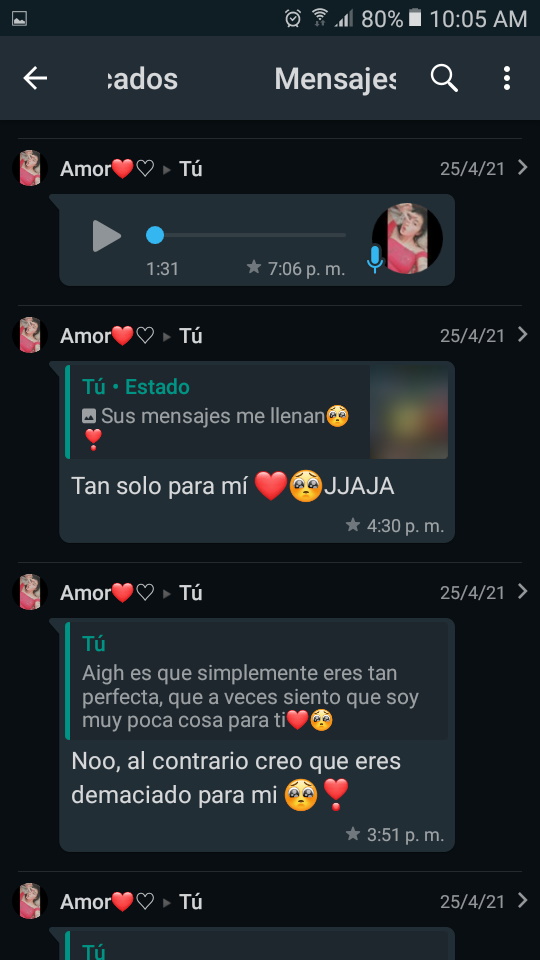 80% 10:05 AM
cados Mensajes
Amor❤️♡ ▸ Tú 25/4/21
1:31 ★ 7:06 p. m.
Amor❤️♡ ▸ Tú 25/4/21
Tú • Estado
Sus mensajes me llenan🥺
❣️
Tan solo para mí ❤️🥺JJAJA
★ 4:30 p. m.
Amor❤️♡ ▸ Tú 25/4/21
Tú
Aigh es que simplemente eres tan
perfecta, que a veces siento que soy
muy poca cosa para ti❤️🥺
Noo, al contrario creo que eres
demaciado para mi 🥺❣️
★ 3:51 p. m.
Amor❤️♡ ▸ Tú 25/4/21
Tú